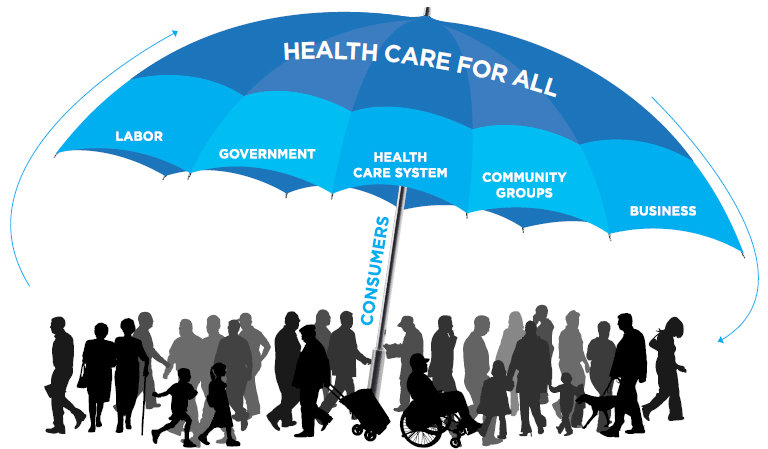 HEALTH CARE FOR ALL
LABOR
GOVERNMENT
HEALTH
CARE SYSTEM
COMMUNITY
GROUPS
BUSINESS
CONSUMERS